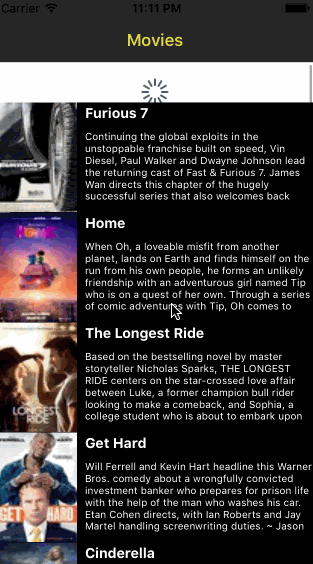 Carrier 11:11 PM
Movies
Furious 7
Continuing the global exploits in the
unstoppable franchise built on speed, Vin
Diesel, Paul Walker and Dwayne Johnson lead
the returning cast of Fast & Furious 7. James
Wan directs this chapter of the hugely
successful series that also welcomes back
Home
When Oh, a loveable misfit from another
planet, lands on Earth and finds himself on the
run from his own people, he forms an unlikely
friendship with an adventurous girl named Tip
who is on a quest of her own. Through a series
of comic adventures with Tip, Oh comes to
The Longest Ride
Based on the bestselling novel by master
storyteller Nicholas Sparks, THE LONGEST
RIDE centers on the star-crossed love affair
between Luke, a former champion bull rider
looking to make a comeback, and Sophia, a
college student who is about to embark upon
LONGEST
Get Hard
Will Ferrell and Kevin Hart headline this Warner
Bros. comedy about a wrongfully convicted
investment banker who prepares for prison life
with the help of the man who washes his car.
Etan Cohen directs, with Ian Roberts and Jay
Martel handling screenwriting duties. ~ Jason
GET HARD
Cinderella